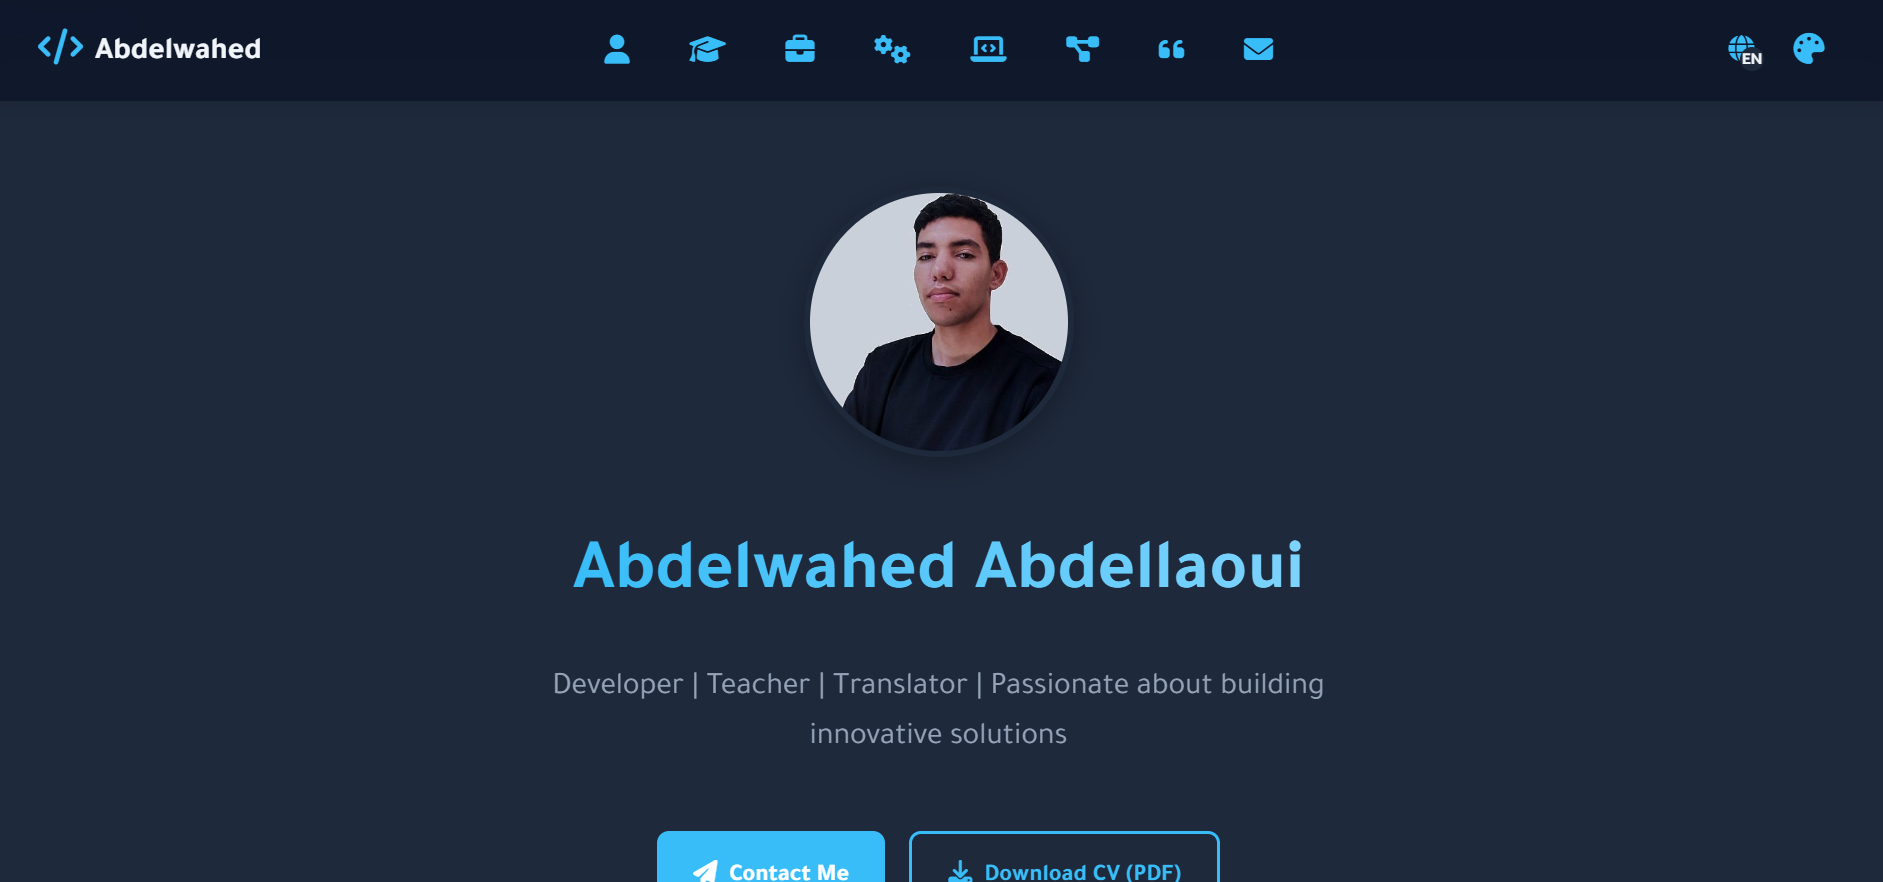 Abdelwahed
EN
Abdelwahed Abdellaoui
Developer | Teacher | Translator | Passionate about building
innovative solutions
Contact Me
Download CV (PDF)